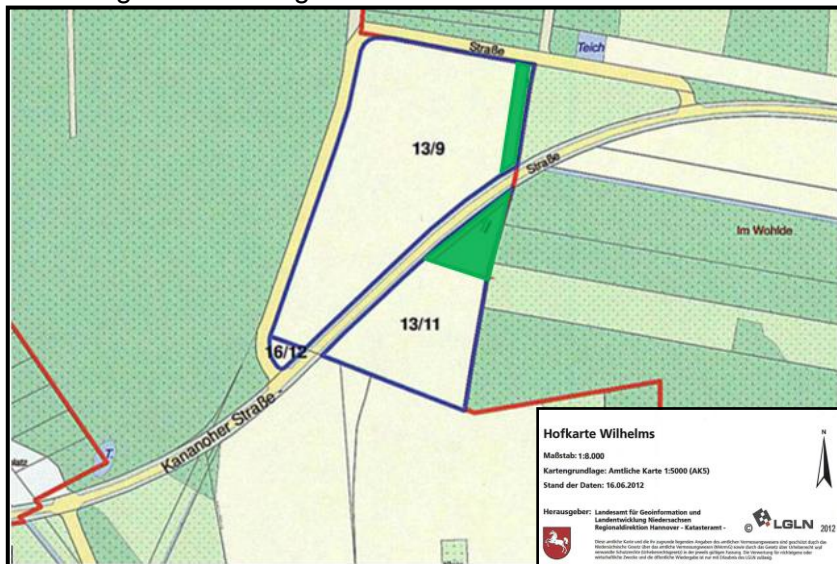 Straße
Teich
13/9
Straße
Im Wohlde
13/11
16/12
Kananoher Straße -
platz
T.
Hofkarte Wilhelms
Maßstab: 1:8.000
Kartengrundlage: Amtliche Karte 1:5000 (AK5)
Stand der Daten: 16.06.2012
N
Herausgeber: Landesamt für Geoinformation und
Landentwicklung Niedersachsen
Regionaldirektion Hannover - Katasteramt -
© LGLN 2012